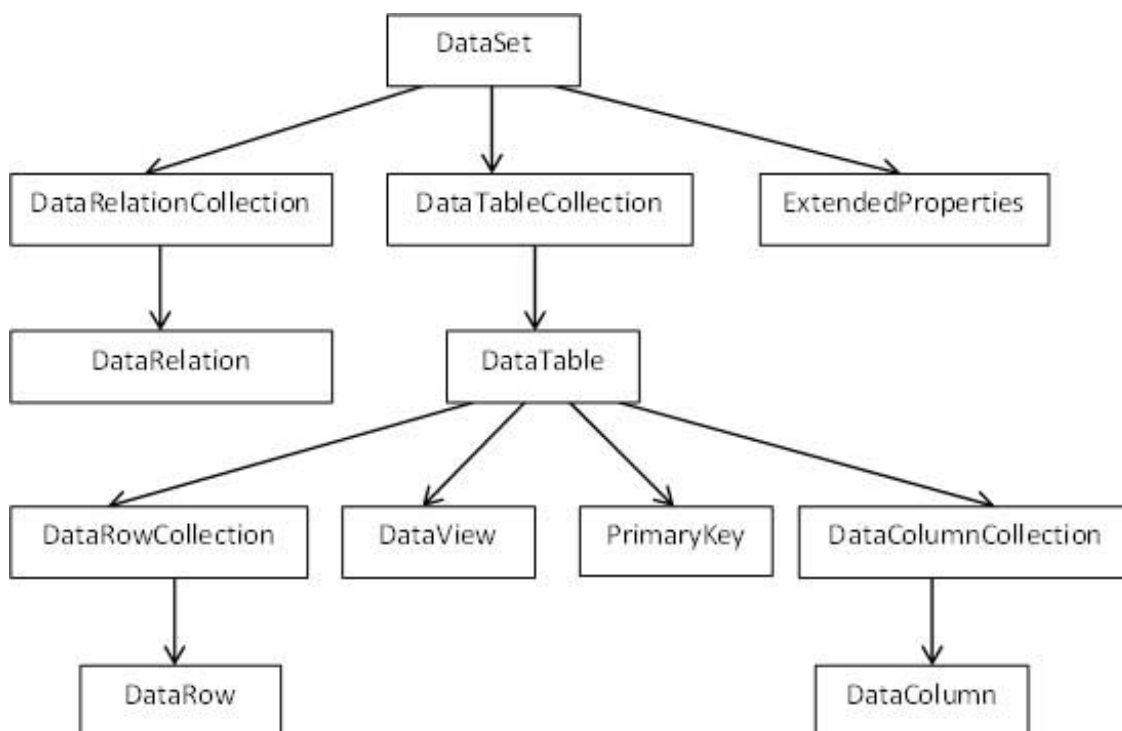 DataSet
DataRelationCollection
DataTableCollection
ExtendedProperties
DataRelation
DataTable
DataRowCollection
DataView
PrimaryKey
DataColumnCollection
DataRow
DataColumn